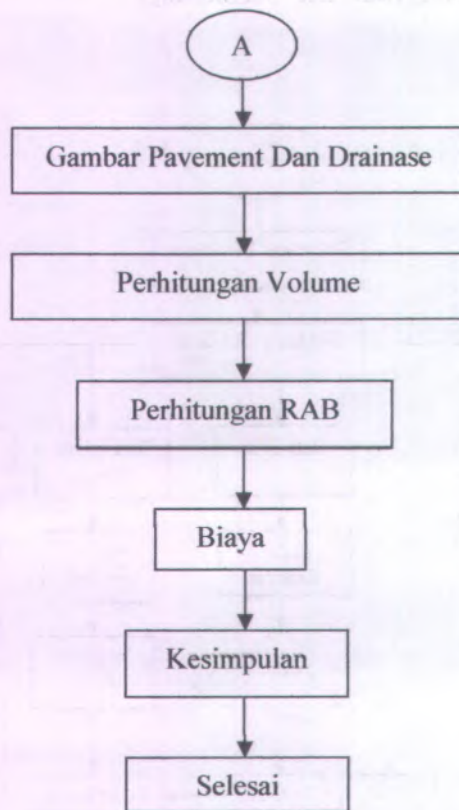 A
Gambar Pavement Dan Drainase
Perhitungan Volume
Perhitungan RAB
Biaya
Kesimpulan
Selesai